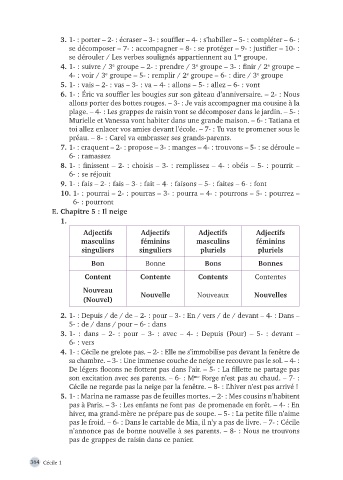 3. 1- : porter – 2- : écraser – 3- : souffler – 4- : s'habiller – 5- : compléter – 6- :
se décomposer – 7- : accompagner – 8- : se protéger – 9- : justifier – 10- :
se dérouler / Les verbes soulignés appartiennent au 1er groupe.
4. 1- : suivre / 3e groupe – 2- : prendre / 3e groupe – 3- : finir / 2e groupe –
4- : voir / 3e groupe – 5- : remplir / 2e groupe – 6- : dire / 3e groupe
5. 1- : vais – 2- : vas – 3- : va – 4- : allons – 5- : allez – 6- : vont
6. 1- : Éric va souffler les bougies sur son gâteau d'anniversaire. – 2- : Nous
allons porter des bottes rouges. – 3- : Je vais accompagner ma cousine à la
plage. – 4- : Les grappes de raisin vont se décomposer dans le jardin. – 5- :
Murielle et Vanessa vont habiter dans une grande maison. – 6- : Tatiana et
toi allez enlacer vos amies devant l'école. – 7- : Tu vas te promener sous le
préau. – 8- : Carel va embrasser ses grands-parents.
7. 1- : craquent – 2- : propose – 3- : manges – 4- : trouvons – 5- : se déroule –
6- : ramassez
8. 1- : finissent – 2- : choisis – 3- : remplissez – 4- : obéis – 5- : pourrit –
6- : se réjouit
9. 1- : fais – 2- : fais – 3- : fait – 4 : faisons – 5- : faites – 6- : font
10. 1- : pourrai – 2- : pourras – 3- : pourra – 4- : pourrons – 5- : pourrez –
6- : pourront
E. Chapitre 5 : Il neige
1.
Adjectifs masculins singuliers Adjectifs féminins singuliers Adjectifs masculins pluriels Adjectifs féminins pluriels
Bon Bonne Bons Bonnes
Content Contente Contents Contentes
Nouveau (Nouvel) Nouvelle Nouveaux Nouvelles
2. 1- : Depuis / de / de – 2- : pour – 3- : En / vers / de / devant – 4- : Dans –
5- : de / dans / pour – 6- : dans
3. 1- : dans – 2- : pour – 3- : avec – 4- : Depuis (Pour) – 5- : devant –
6- : vers
4. 1- : Cécile ne grelote pas. – 2- : Elle ne s'immobilise pas devant la fenêtre de
sa chambre. – 3- : Une immense couche de neige ne recouvre pas le sol. – 4- :
De légers flocons ne flottent pas dans l'air. – 5- : La fillette ne partage pas
son excitation avec ses parents. – 6- : Mme Forge n'est pas au chaud. – 7- :
Cécile ne regarde pas la neige par la fenêtre. – 8- : L'hiver n'est pas arrivé !
5. 1- : Marina ne ramasse pas de feuilles mortes. – 2- : Mes cousins n'habitent
pas à Paris. – 3- : Les enfants ne font pas de promenade en forêt. – 4- : En
hiver, ma grand-mère ne prépare pas de soupe. – 5- : La petite fille n'aime
pas le froid. – 6- : Dans le cartable de Mia, il n'y a pas de livre. – 7- : Cécile
n'annonce pas de bonne nouvelle à ses parents. – 8- : Nous ne trouvons
pas de grappes de raisin dans ce panier.
164 Cécile 1